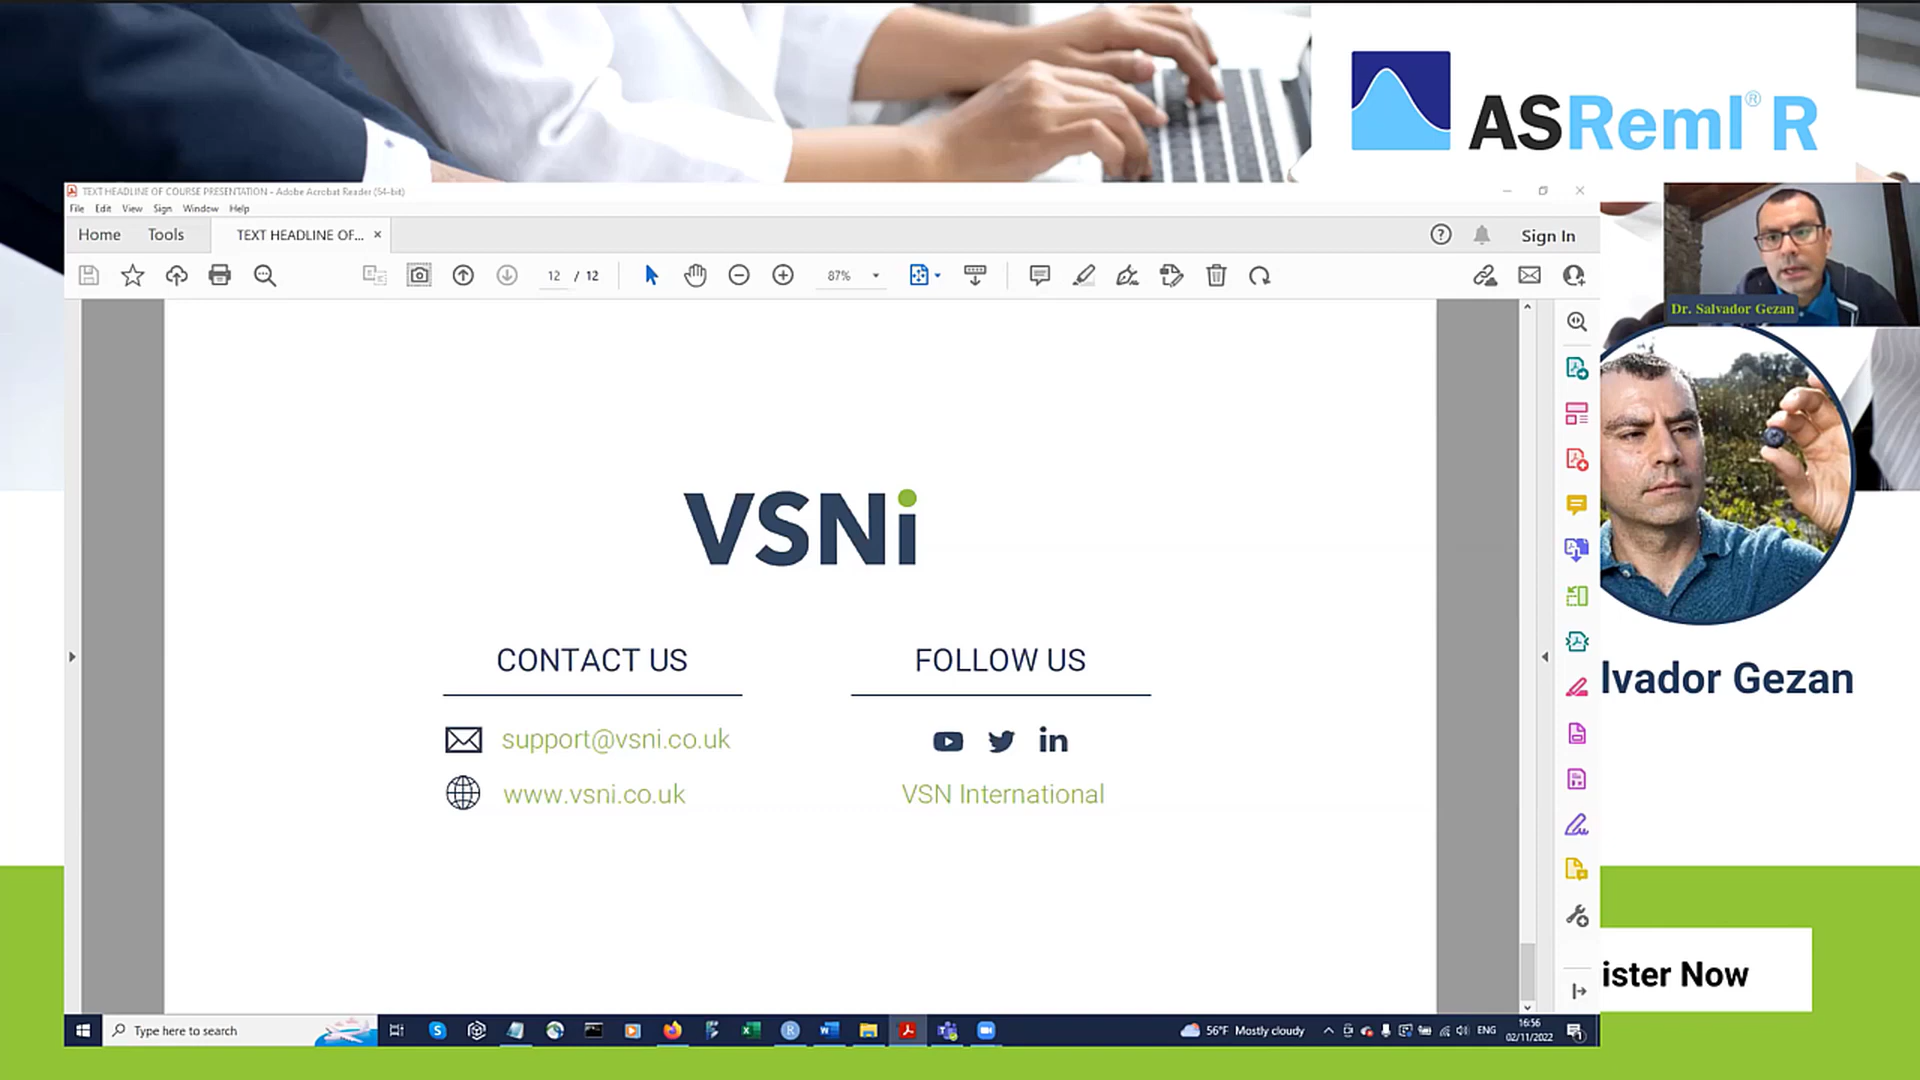 ASReml® R
TEXT HEADLINE OF COURSE PRESENTATION - Adobe Acrobat Reader (64-bit)
File Edit View Sign Window Help
Home Tools TEXT HEADLINE OF... ×
Sign In
12 / 12
87%
Dr. Salvador Gezan
VSNi
CONTACT US
FOLLOW US
support@vsni.co.uk
www.vsni.co.uk
VSN International
lvador Gezan
ister Now
Type here to search
56°F Mostly cloudy
ENG
16:56
02/11/2022